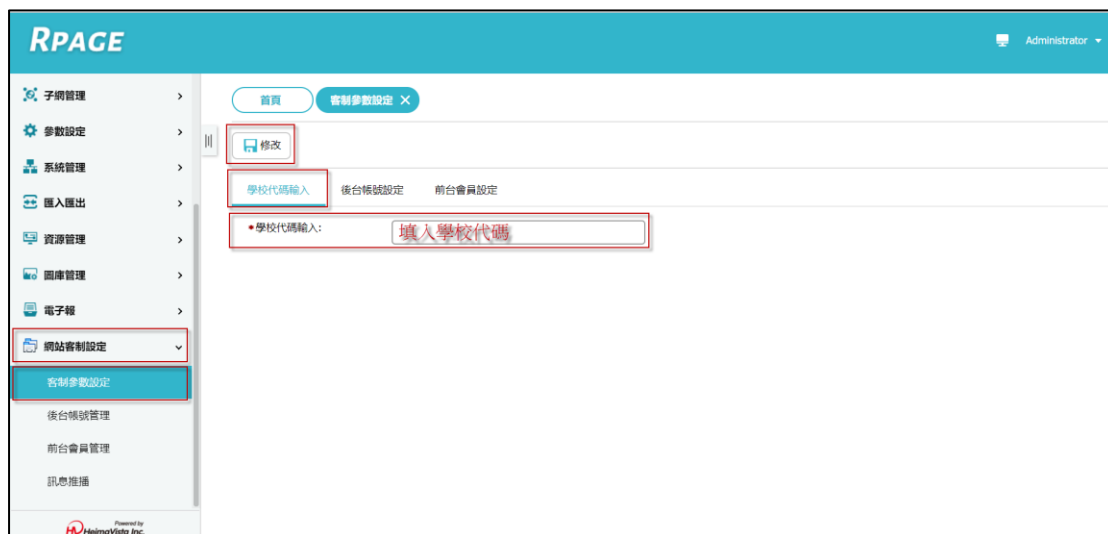 RPAGE
Administrator
子網管理
參數設定
系統管理
匯入匯出
資源管理
圖庫管理
電子報
網站客制設定
客制參數設定
後台帳號管理
前台會員管理
訊息推播
Powered by
HeimaVista Inc.
首頁
客制參數設定
修改
學校代碼輸入 後台帳號設定 前台會員設定
•學校代碼輸入: 填入學校代碼